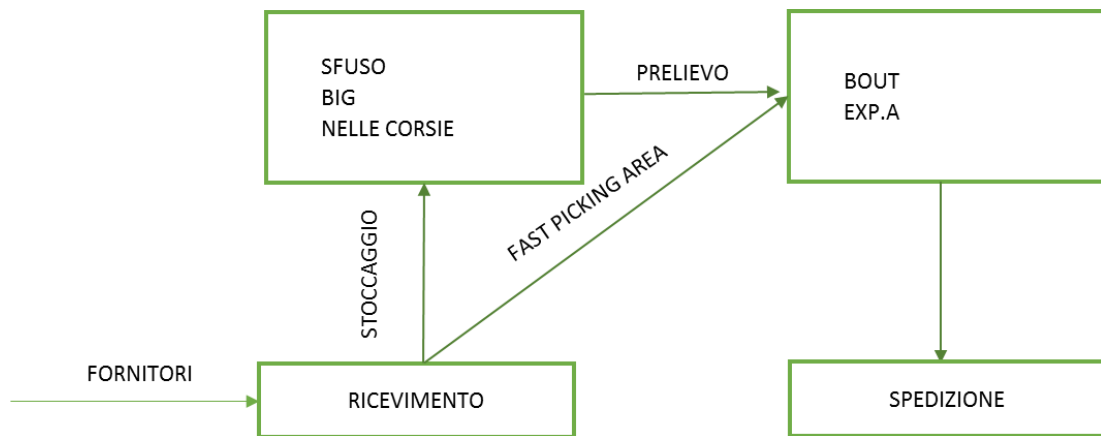 SFUSO
BIG
NELLE CORSIE
PRELIEVO
BOUT
EXP.A
STOCCAGGIO
FAST PICKING AREA
FORNITORI
RICEVIMENTO
SPEDIZIONE